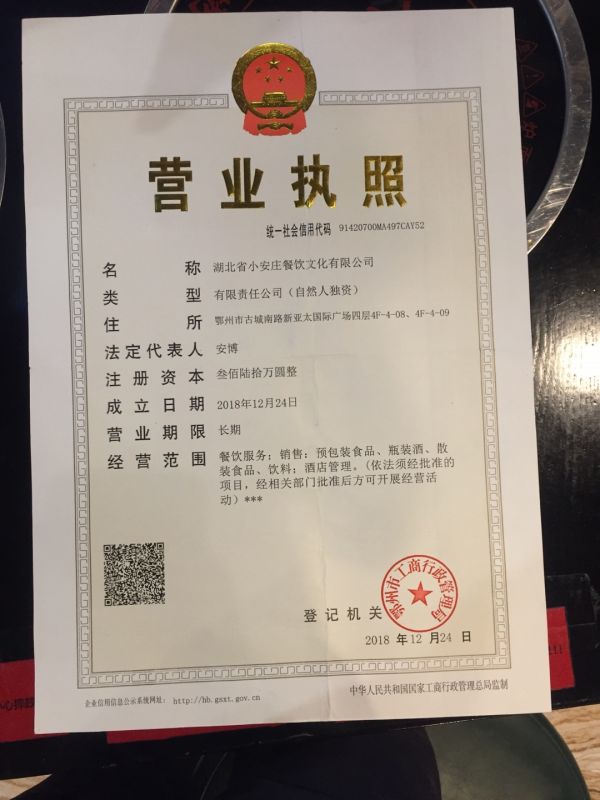 营业执照
统一社会信用代码 91420700MA497CAY52
名称 湖北省小安庄餐饮文化有限公司
类型 有限责任公司（自然人独资）
住所 鄂州市古城南路新亚太国际广场四层4F-4-08、4F-4-09
法定代表人 安博
注册资本 叁佰陆拾万圆整
成立日期 2018年12月24日
营业期限 长期
经营范围 餐饮服务；销售：预包装食品、瓶装酒、散
装食品、饮料；酒店管理。(依法须经批准的
项目，经相关部门批准后方可开展经营活
动）***
鄂州市工商行政管理局
登记机关
2018 年 12 月 24 日
企业信用信息公示系统网址： http://hb.gsxt.gov.cn
中华人民共和国国家工商行政管理总局监制